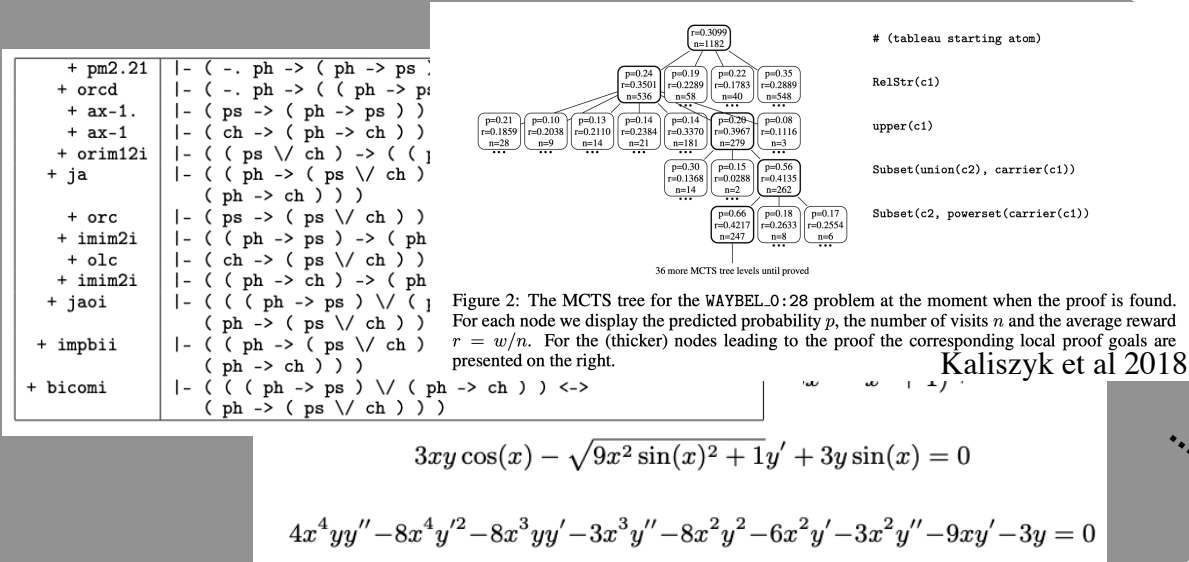 + pm2.21 |- ( -. ph -> ( ph -> ps
+ orcd |- ( -. ph -> ( ( ph -> ps
+ ax-1. |- ( ps -> ( ph -> ps ) )
+ ax-1 |- ( ch -> ( ph -> ch ) )
+ orim12i |- ( ( ps \/ ch ) -> ( (
+ ja |- ( ( ph -> ( ps \/ ch )
( ph -> ch ) ) )
+ orc |- ( ps -> ( ps \/ ch ) )
+ imim2i |- ( ( ph -> ps ) -> ( ph
+ olc |- ( ch -> ( ps \/ ch ) )
+ imim2i |- ( ( ph -> ch ) -> ( ph
+ jaoi |- ( ( ( ph -> ps ) \/ (
( ph -> ( ps \/ ch ) )
+ impbii |- ( ( ph -> ( ps \/ ch )
( ph -> ch ) ) )
+ bicomi |- ( ( ( ph -> ps ) \/ ( ph -> ch ) ) <->
( ph -> ( ps \/ ch ) ) )
r=0.3099
n=1182
# (tableau starting atom)
p=0.24 p=0.19 p=0.22 p=0.35
r=0.3501 r=0.2289 r=0.1783 r=0.2889
n=536 n=58 n=40 n=548
RelStr(c1)
p=0.21 p=0.10 p=0.13 p=0.14 p=0.14 p=0.20 p=0.08
r=0.1859 r=0.2038 r=0.2110 r=0.2384 r=0.3370 r=0.3967 r=0.1116
n=28 n=9 n=14 n=21 n=181 n=279 n=3
upper(c1)
p=0.30 p=0.15 p=0.56
r=0.1368 r=0.0288 r=0.4135
n=14 n=2 n=262
Subset(union(c2), carrier(c1))
p=0.66 p=0.18 p=0.17
r=0.4217 r=0.2633 r=0.2554
n=247 n=8 n=6
Subset(c2, powerset(carrier(c1))
36 more MCTS tree levels until proved
Figure 2: The MCTS tree for the WAYBEL_0:28 problem at the moment when the proof is found.
For each node we display the predicted probability p, the number of visits n and the average reward
r = w/n. For the (thicker) nodes leading to the proof the corresponding local proof goals are
presented on the right.
Kaliszyk et al 2018
3xy cos(x) − √(9x² sin(x)² + 1)y′ + 3y sin(x) = 0
4x⁴yy″−8x⁴y′²−8x³yy′−3x³y″−8x²y²−6x²y′−3x²y″−9xy′−3y = 0